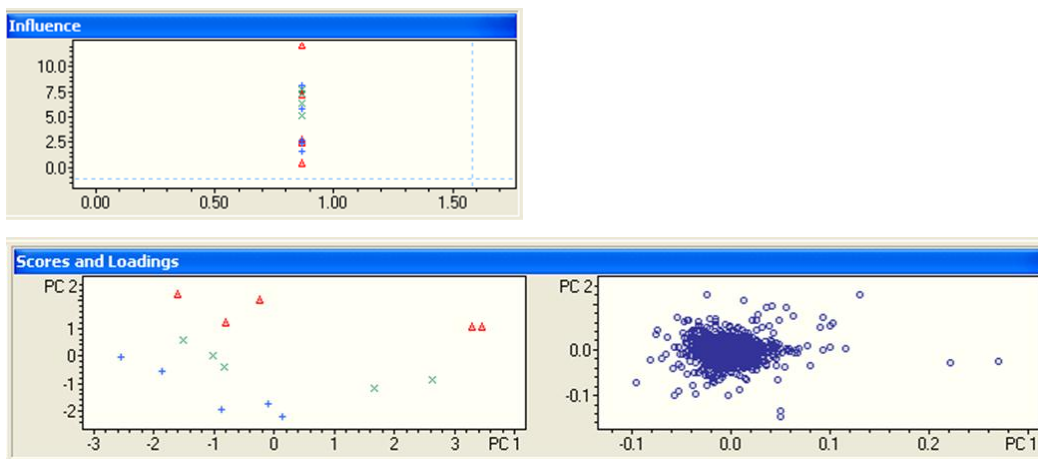 Influence
10.0
7.5
5.0
2.5
0.0
0.00 0.50 1.00 1.50
Scores and Loadings
PC 2
1
0
-1
-2
-3 -2 -1 0 1 2 3 PC 1
PC 2
0.0
-0.1
-0.1 0.0 0.1 0.2 PC 1